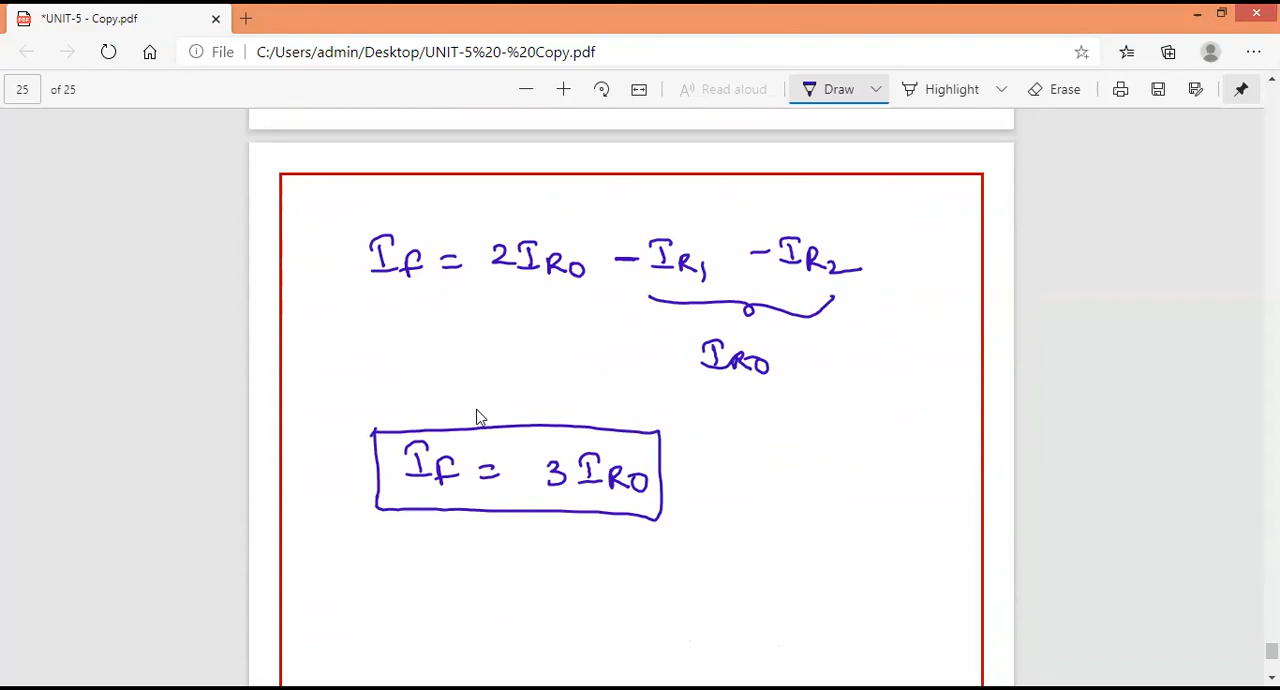 *UNIT-5 - Copy.pdf
File C:/Users/admin/Desktop/UNIT-5%20-%20Copy.pdf
25 of 25 Read aloud Draw Highlight Erase
If = 2IR0 - IR1 - IR2
IR0
If = 3IR0